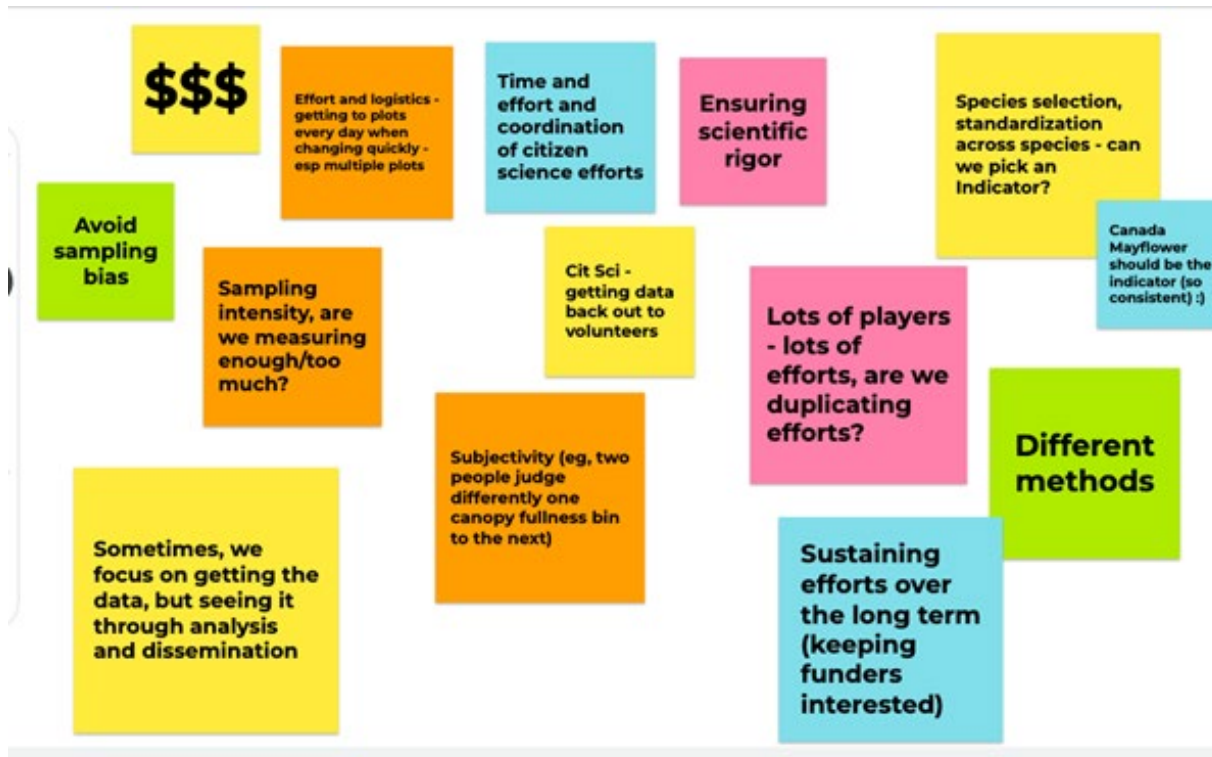 $$$
Effort and logistics -
getting to plots
every day when
changing quickly -
esp multiple plots
Time and
effort and
coordination
of citizen
science efforts
Ensuring
scientific
rigor
Species selection,
standardization
across species - can
we pick an
Indicator?
Canada
Mayflower
should be the
indicator (so
consistent) :)
Avoid
sampling
bias
Sampling
intensity, are
we measuring
enough/too
much?
Cit Sci -
getting data
back out to
volunteers
Lots of players
- lots of
efforts, are we
duplicating
efforts?
Different
methods
Subjectivity (eg, two
people judge
differently one
canopy fullness bin
to the next)
Sometimes, we
focus on getting the
data, but seeing it
through analysis
and dissemination
Sustaining
efforts over
the long term
(keeping
funders
interested)